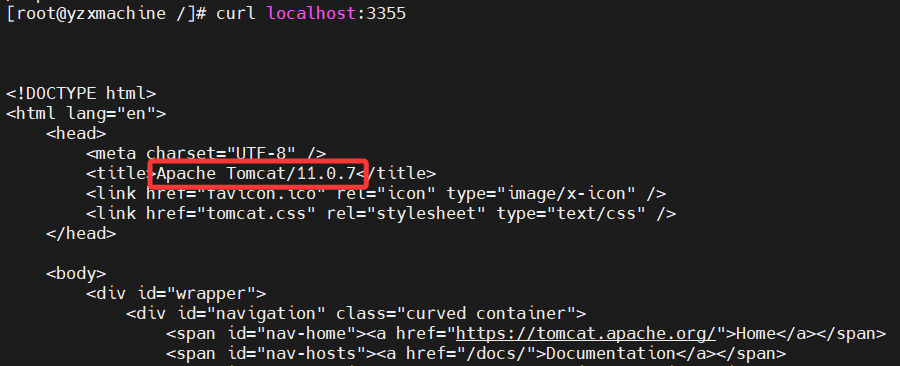 [root@yzxmachine /]# curl localhost:3355
<!DOCTYPE html>
<html lang="en">
    <head>
        <meta charset="UTF-8" />
        <title>Apache Tomcat/11.0.7</title>
        <link href="favicon.ico" rel="icon" type="image/x-icon" />
        <link href="tomcat.css" rel="stylesheet" type="text/css" />
    </head>
    <body>
        <div id="wrapper">
            <div id="navigation" class="curved container">
                <span id="nav-home"><a href="https://tomcat.apache.org/">Home</a></span>
                <span id="nav-hosts"><a href="/docs/">Documentation</a></span>